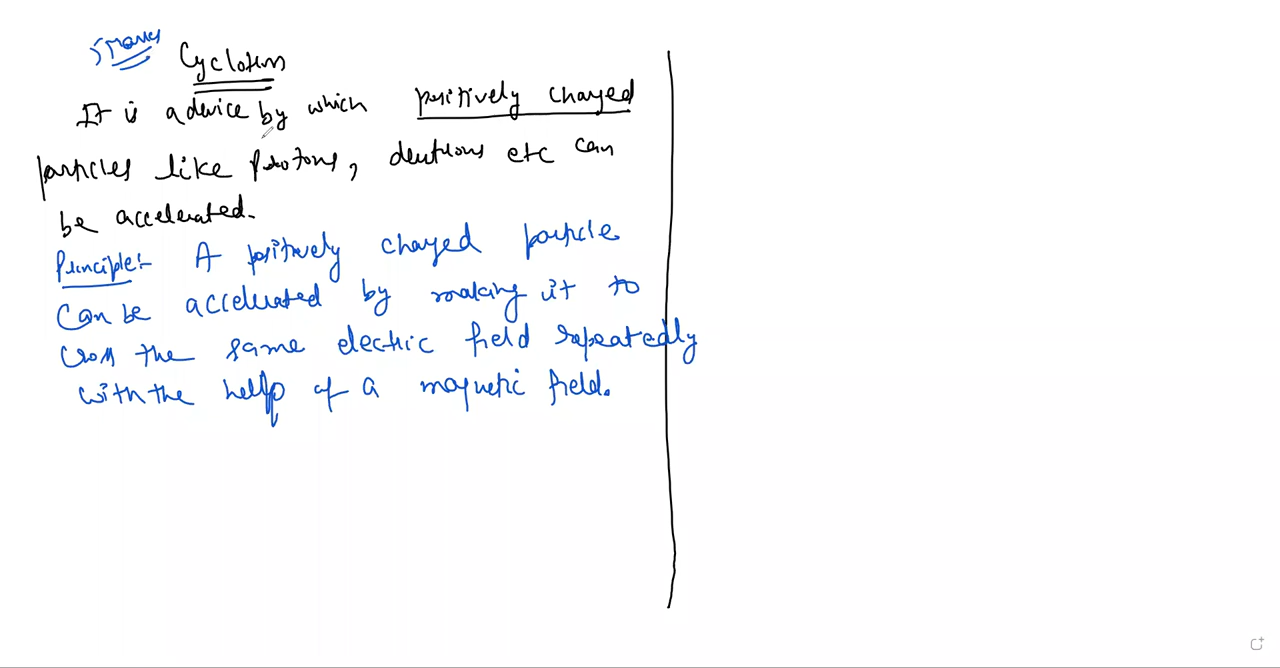 5 Marks
Cyclotron
It is a device by which positively charged
particles like protons, deutrons etc can
be accelerated.
Principle:- A positively charged particle
can be accelerated by making it to
cross the same electric field repeatedly
with the help of a magnetic field.